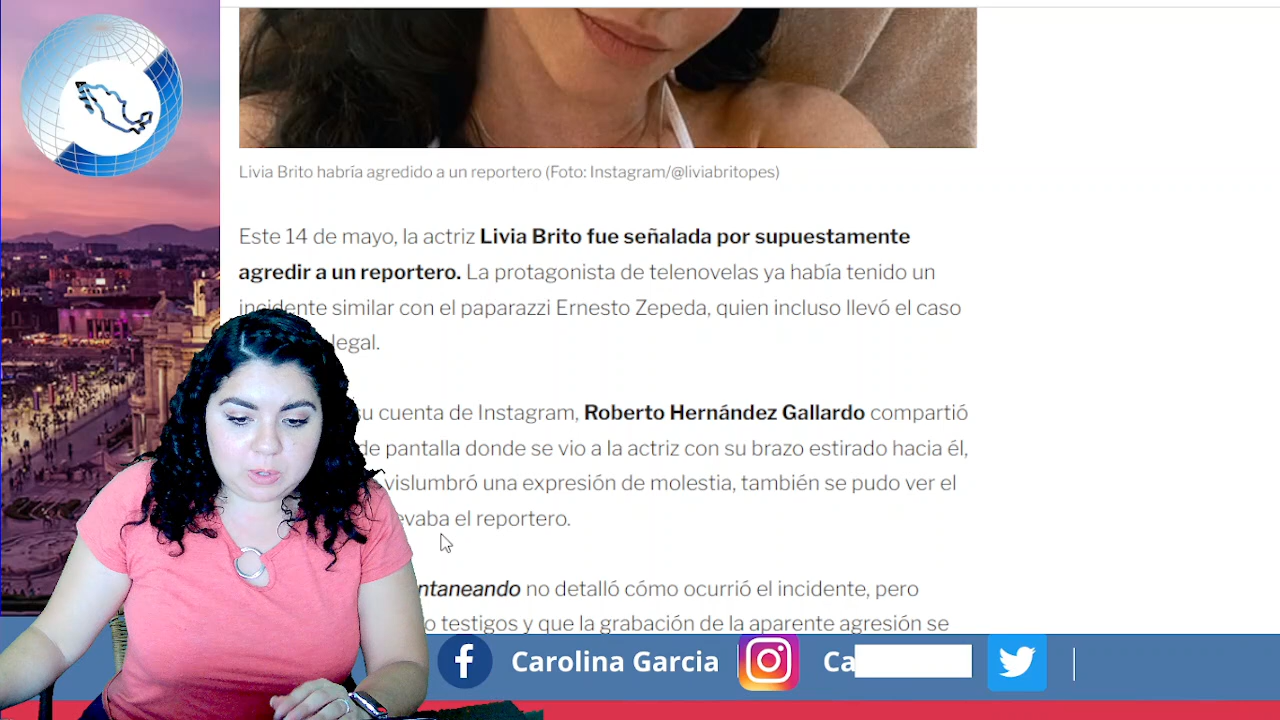 Livia Brito habría agredido a un reportero (Foto: Instagram/@liviabritopes)
Este 14 de mayo, la actriz Livia Brito fue señalada por supuestamente
agredir a un reportero. La protagonista de telenovelas ya había tenido un
incidente similar con el paparazzi Ernesto Zepeda, quien incluso llevó el caso
legal.
su cuenta de Instagram, Roberto Hernández Gallardo compartió
de pantalla donde se vio a la actriz con su brazo estirado hacia él,
vislumbró una expresión de molestia, también se pudo ver el
evaba el reportero.
ntaneando no detalló cómo ocurrió el incidente, pero
o testigos y que la grabación de la aparente agresión se
Carolina Garcia
Ca